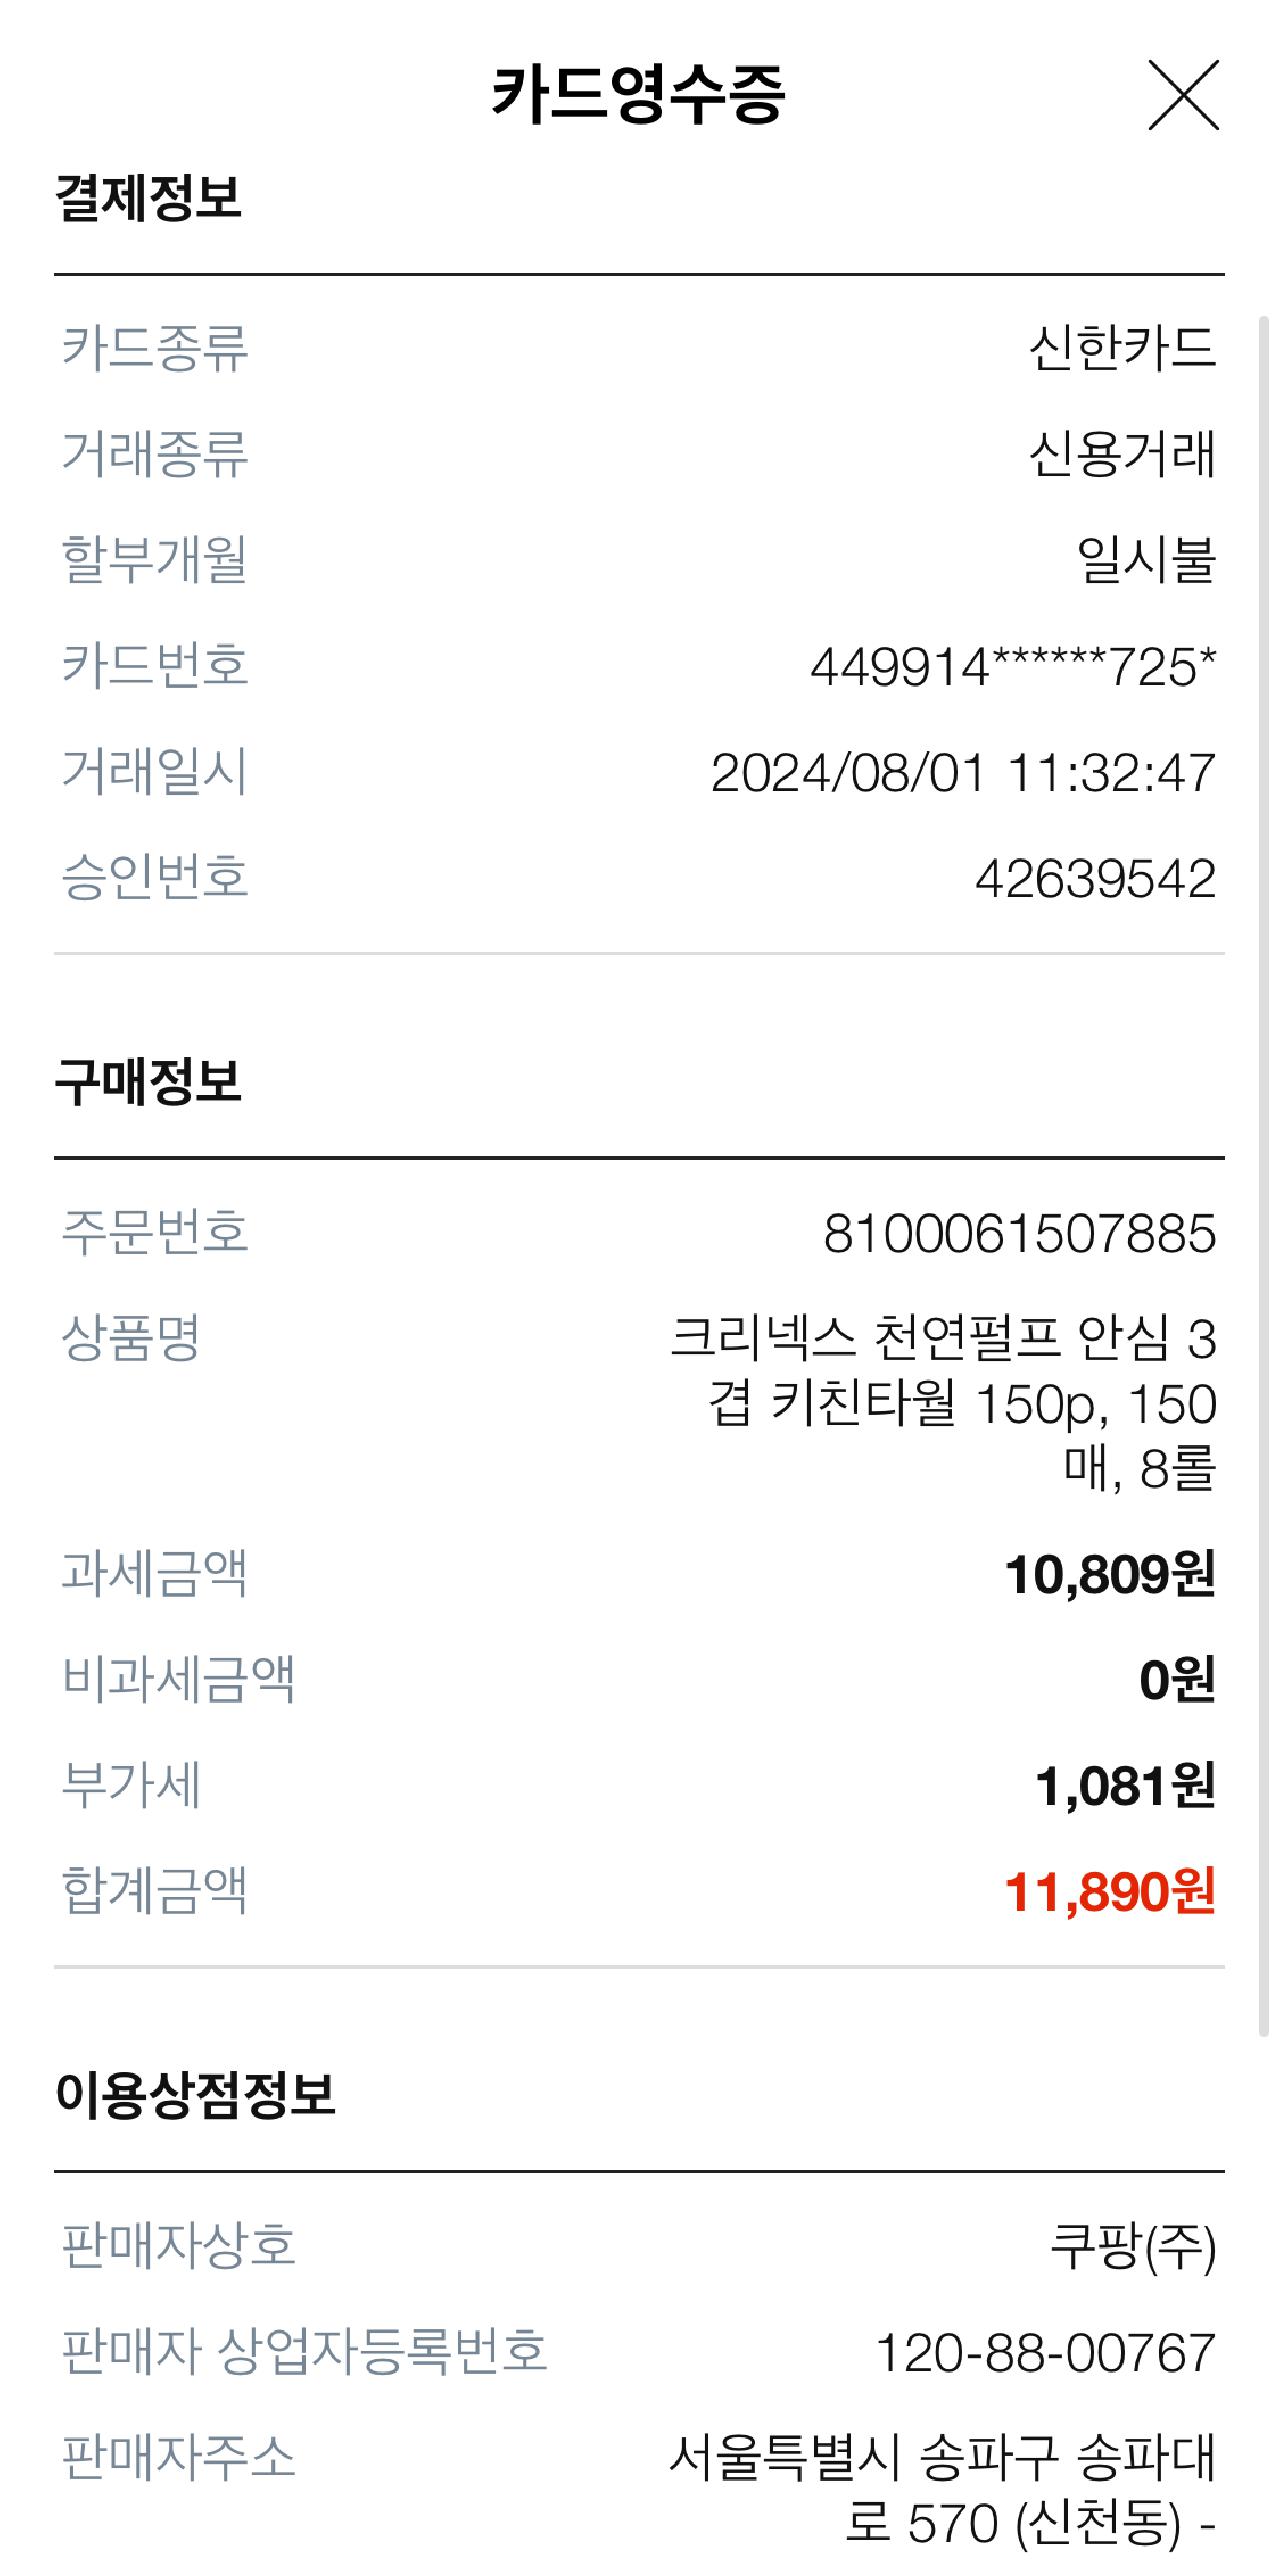 카드영수증
결제정보
카드종류 신한카드
거래종류 신용거래
할부개월 일시불
카드번호 449914******725*
거래일시 2024/08/01 11:32:47
승인번호 42639542
구매정보
주문번호 8100061507885
상품명 크리넥스 천연펄프 안심 3
겹 키친타월 150p, 150
매, 8롤
과세금액 10,809원
비과세금액 0원
부가세 1,081원
합계금액 11,890원
이용상점정보
판매자상호 쿠팡(주)
판매자 상업자등록번호 120-88-00767
판매자주소 서울특별시 송파구 송파대
로 570 (신천동) -